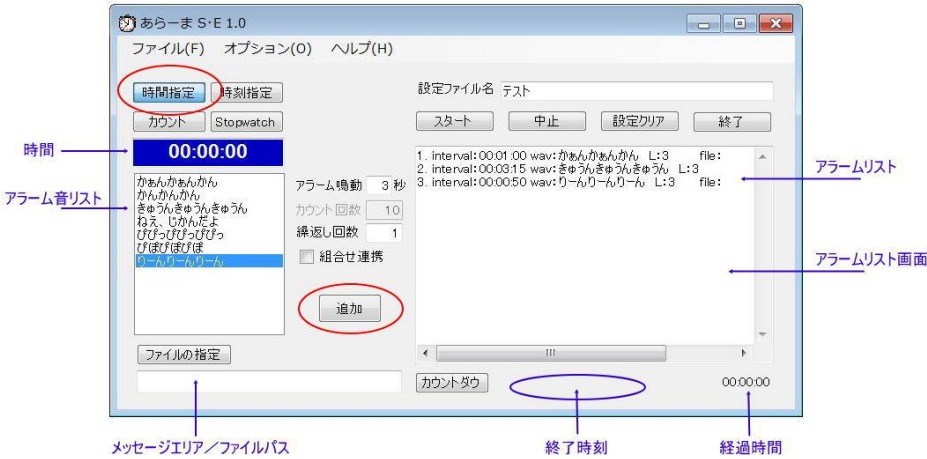 あらーま S･E 1.0
ファイル(F) オプション(O) ヘルプ(H)
時間指定 時刻指定
設定ファイル名 テスト
カウント Stopwatch
スタート 中止 設定クリア 終了
時間
00:00:00
1. interval:00:01:00 wav:かぁんかぁんかん L:3 file:
2. interval:00:03:15 wav:きゅうんきゅうんきゅうん L:3
3. interval:00:00:50 wav:りーんりーんりーん L:3 file:
アラームリスト
アラーム音リスト
かぁんかぁんかん
かんかんかん
きゅうんきゅうんきゅうん
ねえ、じかんだよ
ぴぴっぴぴっぴぴっ
ぴぽぴぽぴぽ
りーんりーんりーん
アラーム鳴動 3 秒
カウント回数 10
繰返し回数 1
組合せ連携
アラームリスト画面
追加
ファイルの指定
カウントダウ
00:00:00
メッセージエリア／ファイルパス
終了時刻
経過時間